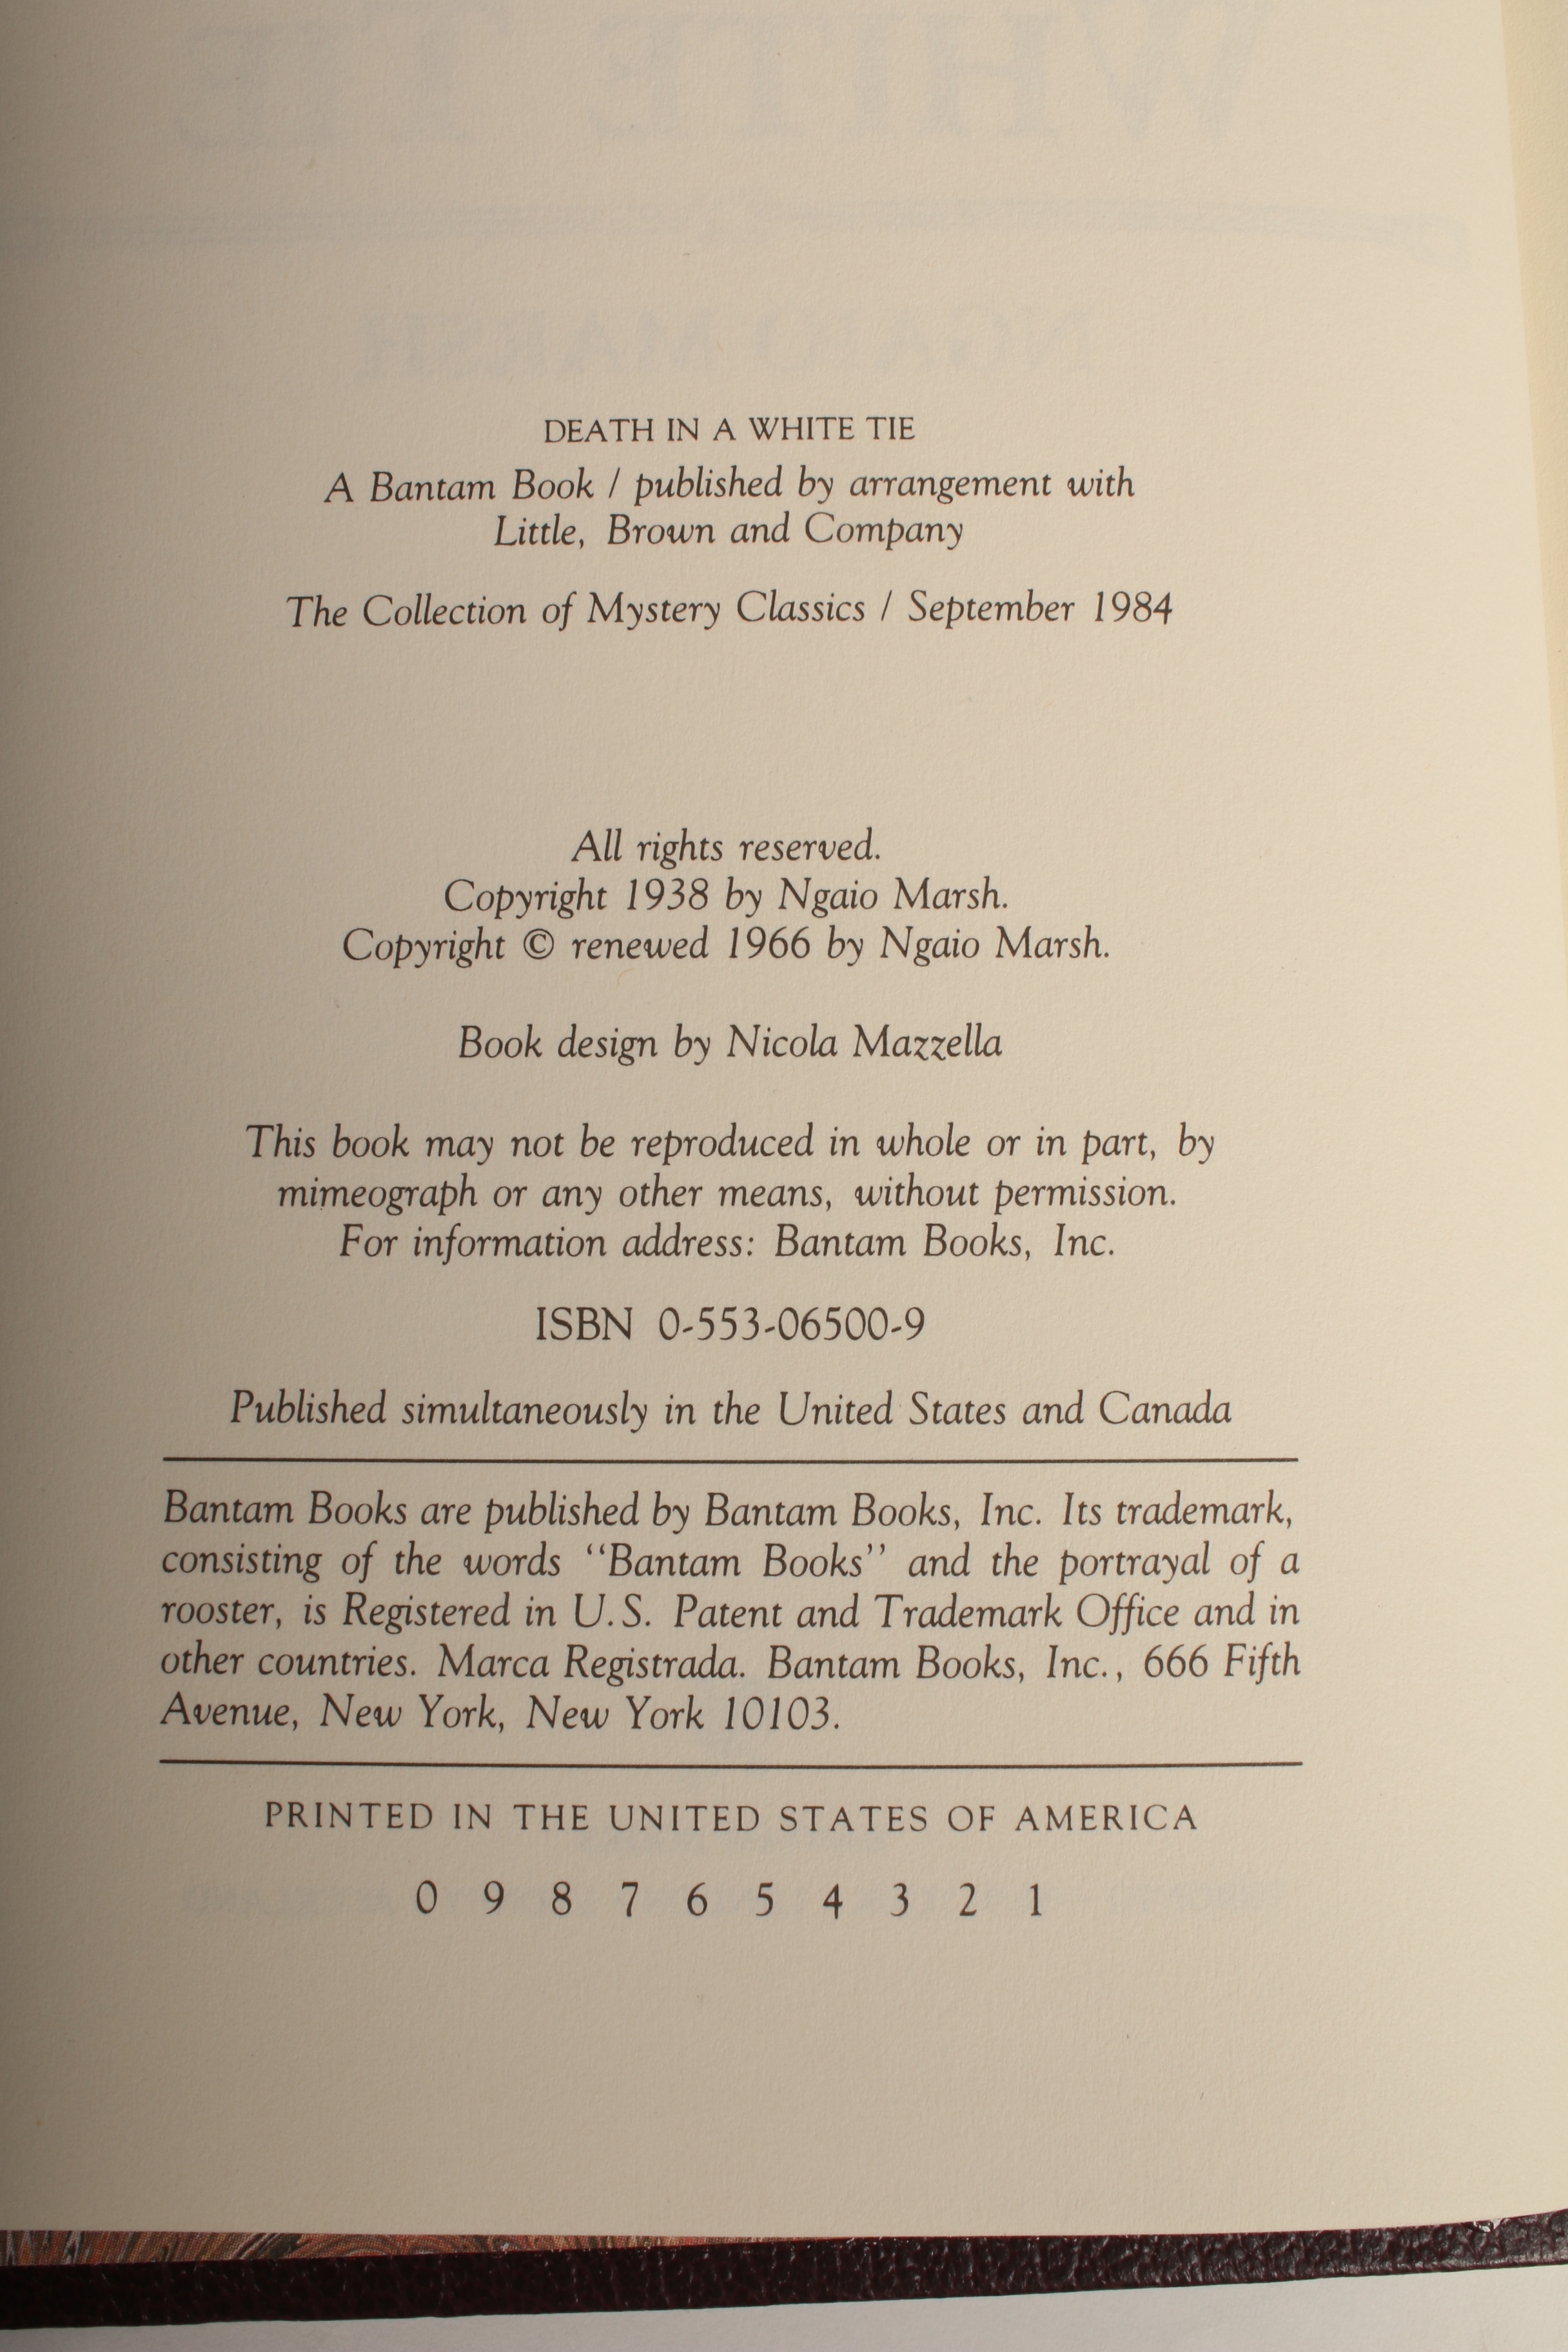 DEATH IN A WHITE TIE
A Bantam Book / published by arrangement with
Little, Brown and Company
The Collection of Mystery Classics / September 1984
All rights reserved.
Copyright 1938 by Ngaio Marsh.
Copyright © renewed 1966 by Ngaio Marsh.
Book design by Nicola Mazzella
This book may not be reproduced in whole or in part, by
mimeograph or any other means, without permission.
For information address: Bantam Books, Inc.
ISBN 0-553-06500-9
Published simultaneously in the United States and Canada
Bantam Books are published by Bantam Books, Inc. Its trademark,
consisting of the words ‘‘Bantam Books’’ and the portrayal of a
rooster, is Registered in U.S. Patent and Trademark Office and in
other countries. Marca Registrada. Bantam Books, Inc., 666 Fifth
Avenue, New York, New York 10103.
PRINTED IN THE UNITED STATES OF AMERICA
0 9 8 7 6 5 4 3 2 1